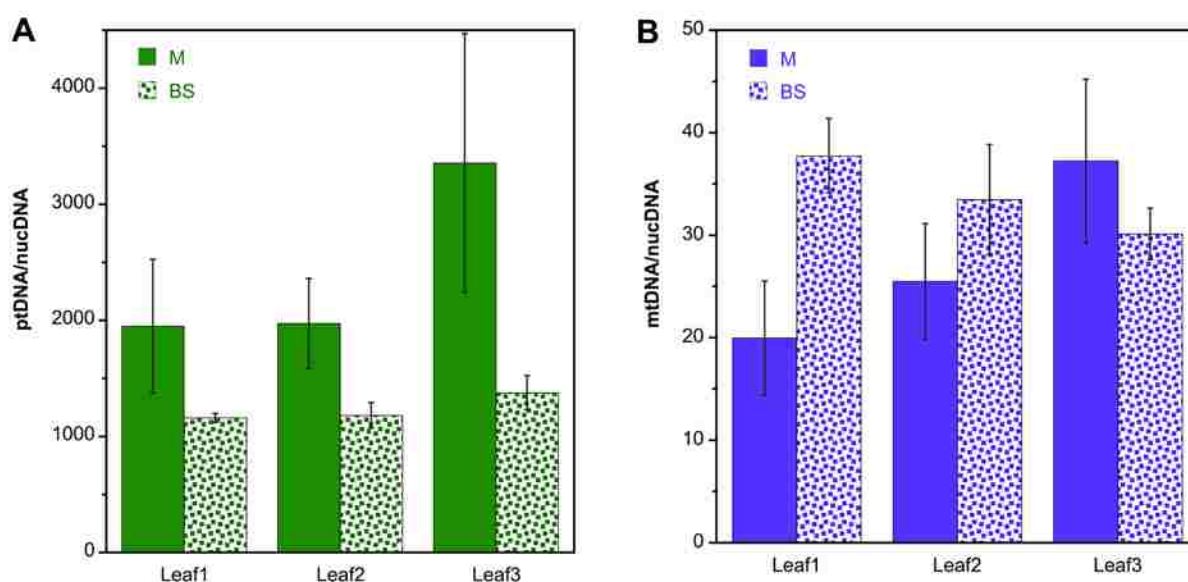 A
ptDNA/nucDNA
4000
3000
2000
1000
0
M
BS
Leaf1 Leaf2 Leaf3
B
mtDNA/nucDNA
50
40
30
20
10
0
M
BS
Leaf1 Leaf2 Leaf3